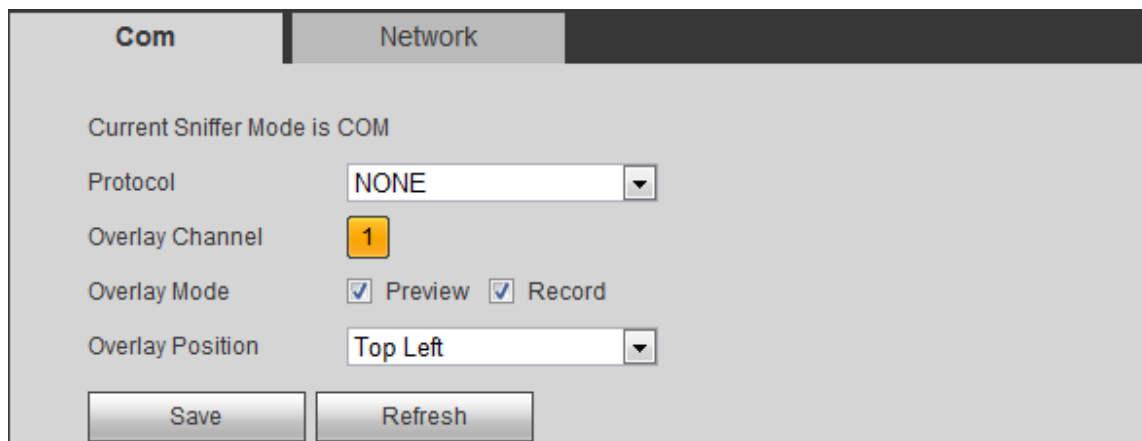 Com Network
Current Sniffer Mode is COM
Protocol NONE
Overlay Channel 1
Overlay Mode Preview Record
Overlay Position Top Left
Save Refresh